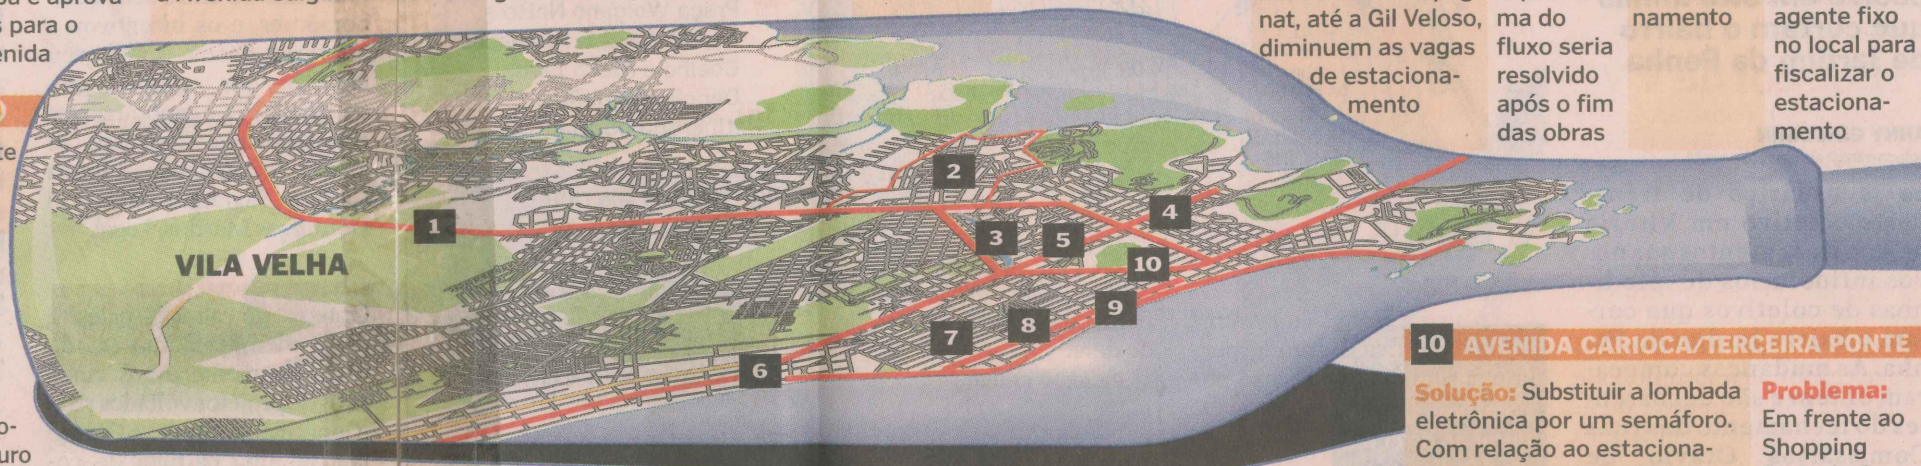 s para o
enida
nat, até a Gil Veloso,
diminuem as vagas
de estaciona-
mento
ma do
fluxo seria
resolvido
após o fim
das obras
namento
agente fixo
no local para
fiscalizar o
estaciona-
mento
te
VILA VELHA
1
2
3
4
5
6
7
8
9
10
o-
uro
10 AVENIDA CARIOCA/TERCEIRA PONTE
Solução: Substituir a lombada
eletrônica por um semáforo.
Com relação ao estaciona-
Problema:
Em frente ao
Shopping